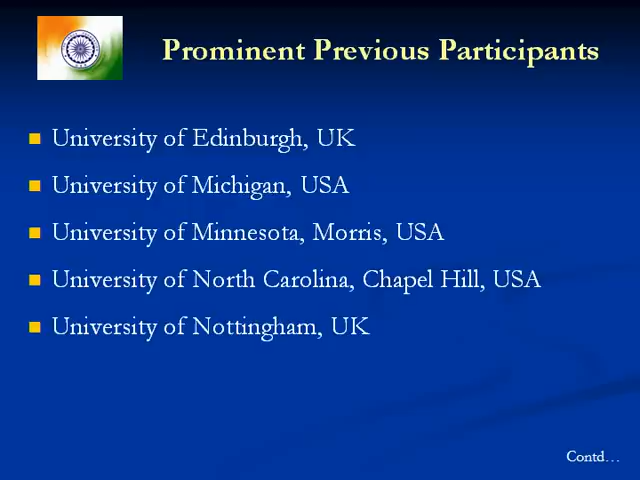 Prominent Previous Participants
University of Edinburgh, UK
University of Michigan, USA
University of Minnesota, Morris, USA
University of North Carolina, Chapel Hill, USA
University of Nottingham, UK
Contd…